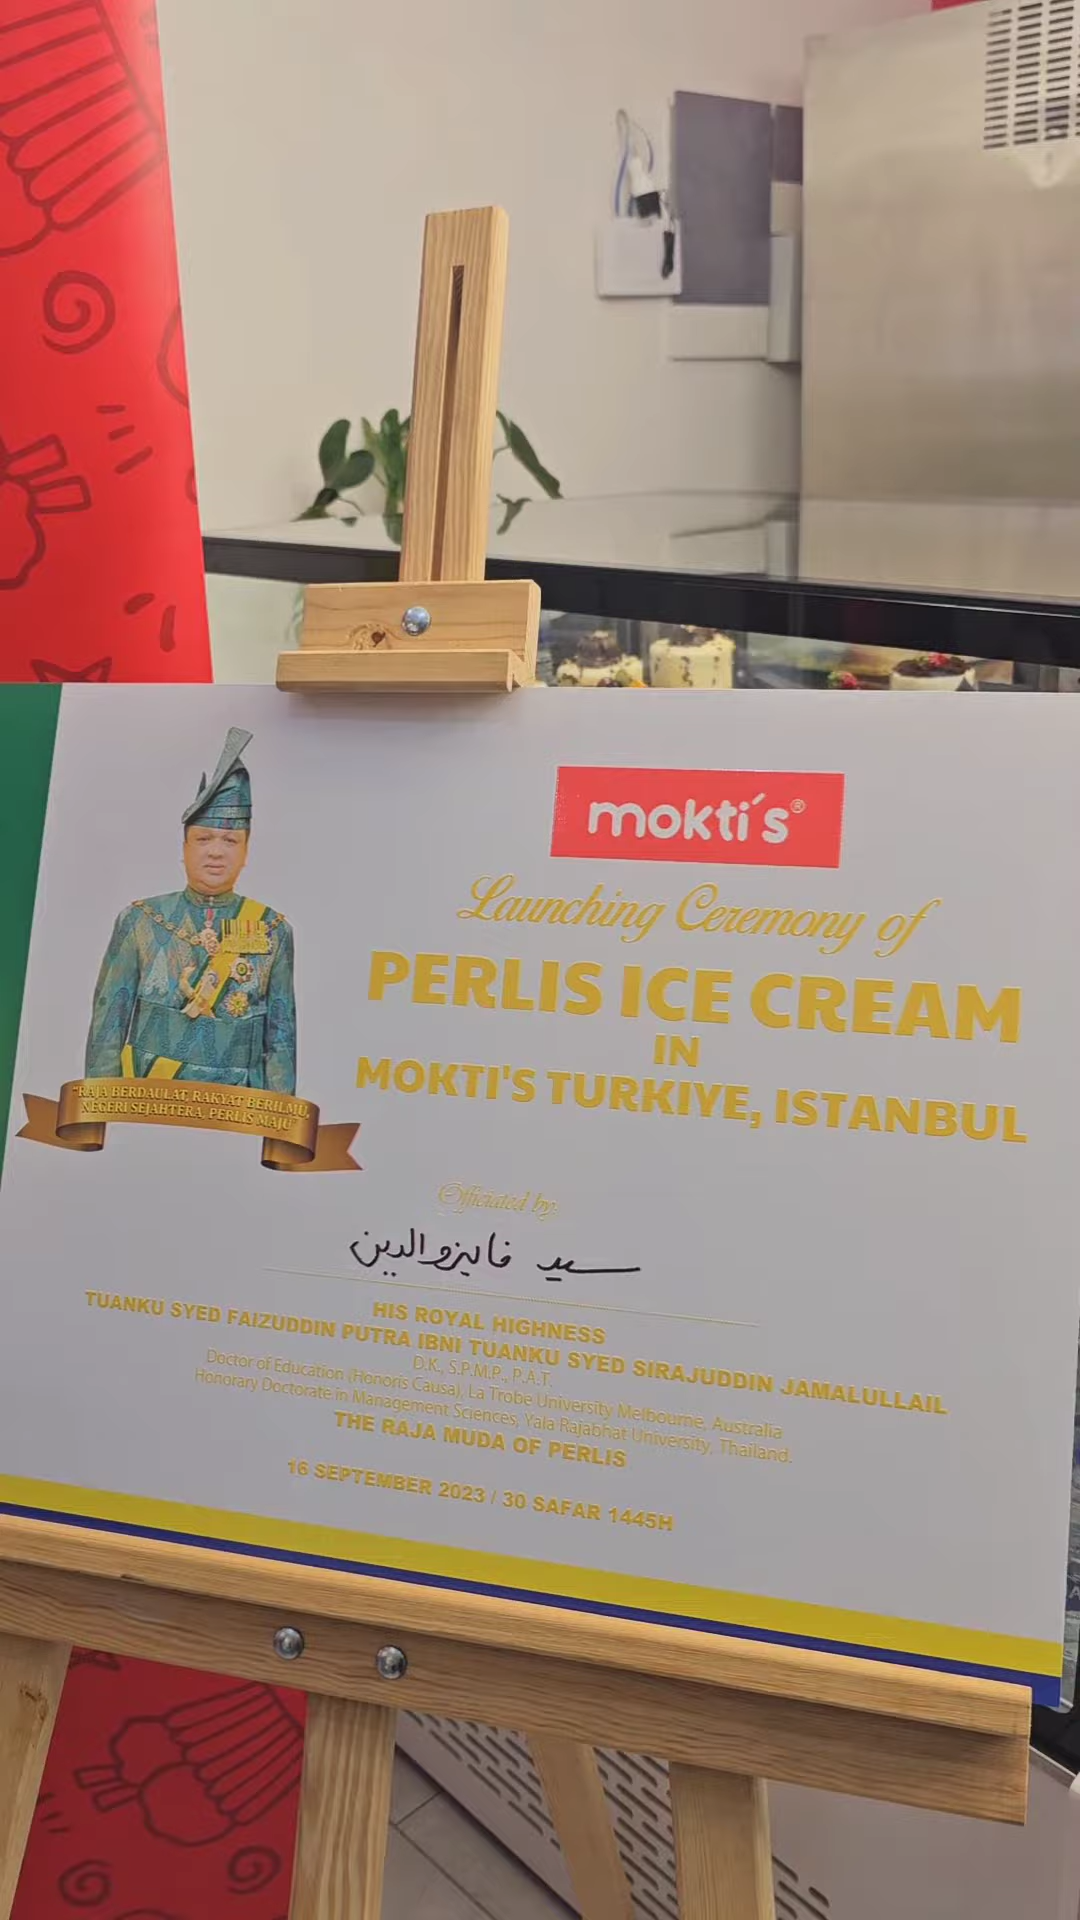 mokti's®
Launching Ceremony of
PERLIS ICE CREAM
IN
MOKTI'S TURKIYE, ISTANBUL
"RAJA BERDAULAT, RAKYAT BERILMU,
NEGERI SEJAHTERA, PERLIS MAJU"
Officiated by:
سيد فايزوالدين
HIS ROYAL HIGHNESS
TUANKU SYED FAIZUDDIN PUTRA IBNI TUANKU SYED SIRAJUDDIN JAMALULLAIL
D.K., S.P.M.P., P.A.T.
Doctor of Education (Honoris Causa), La Trobe University Melbourne, Australia
Honorary Doctorate in Management Sciences, Yala Rajabhat University, Thailand.
THE RAJA MUDA OF PERLIS
16 SEPTEMBER 2023 / 30 SAFAR 1445H